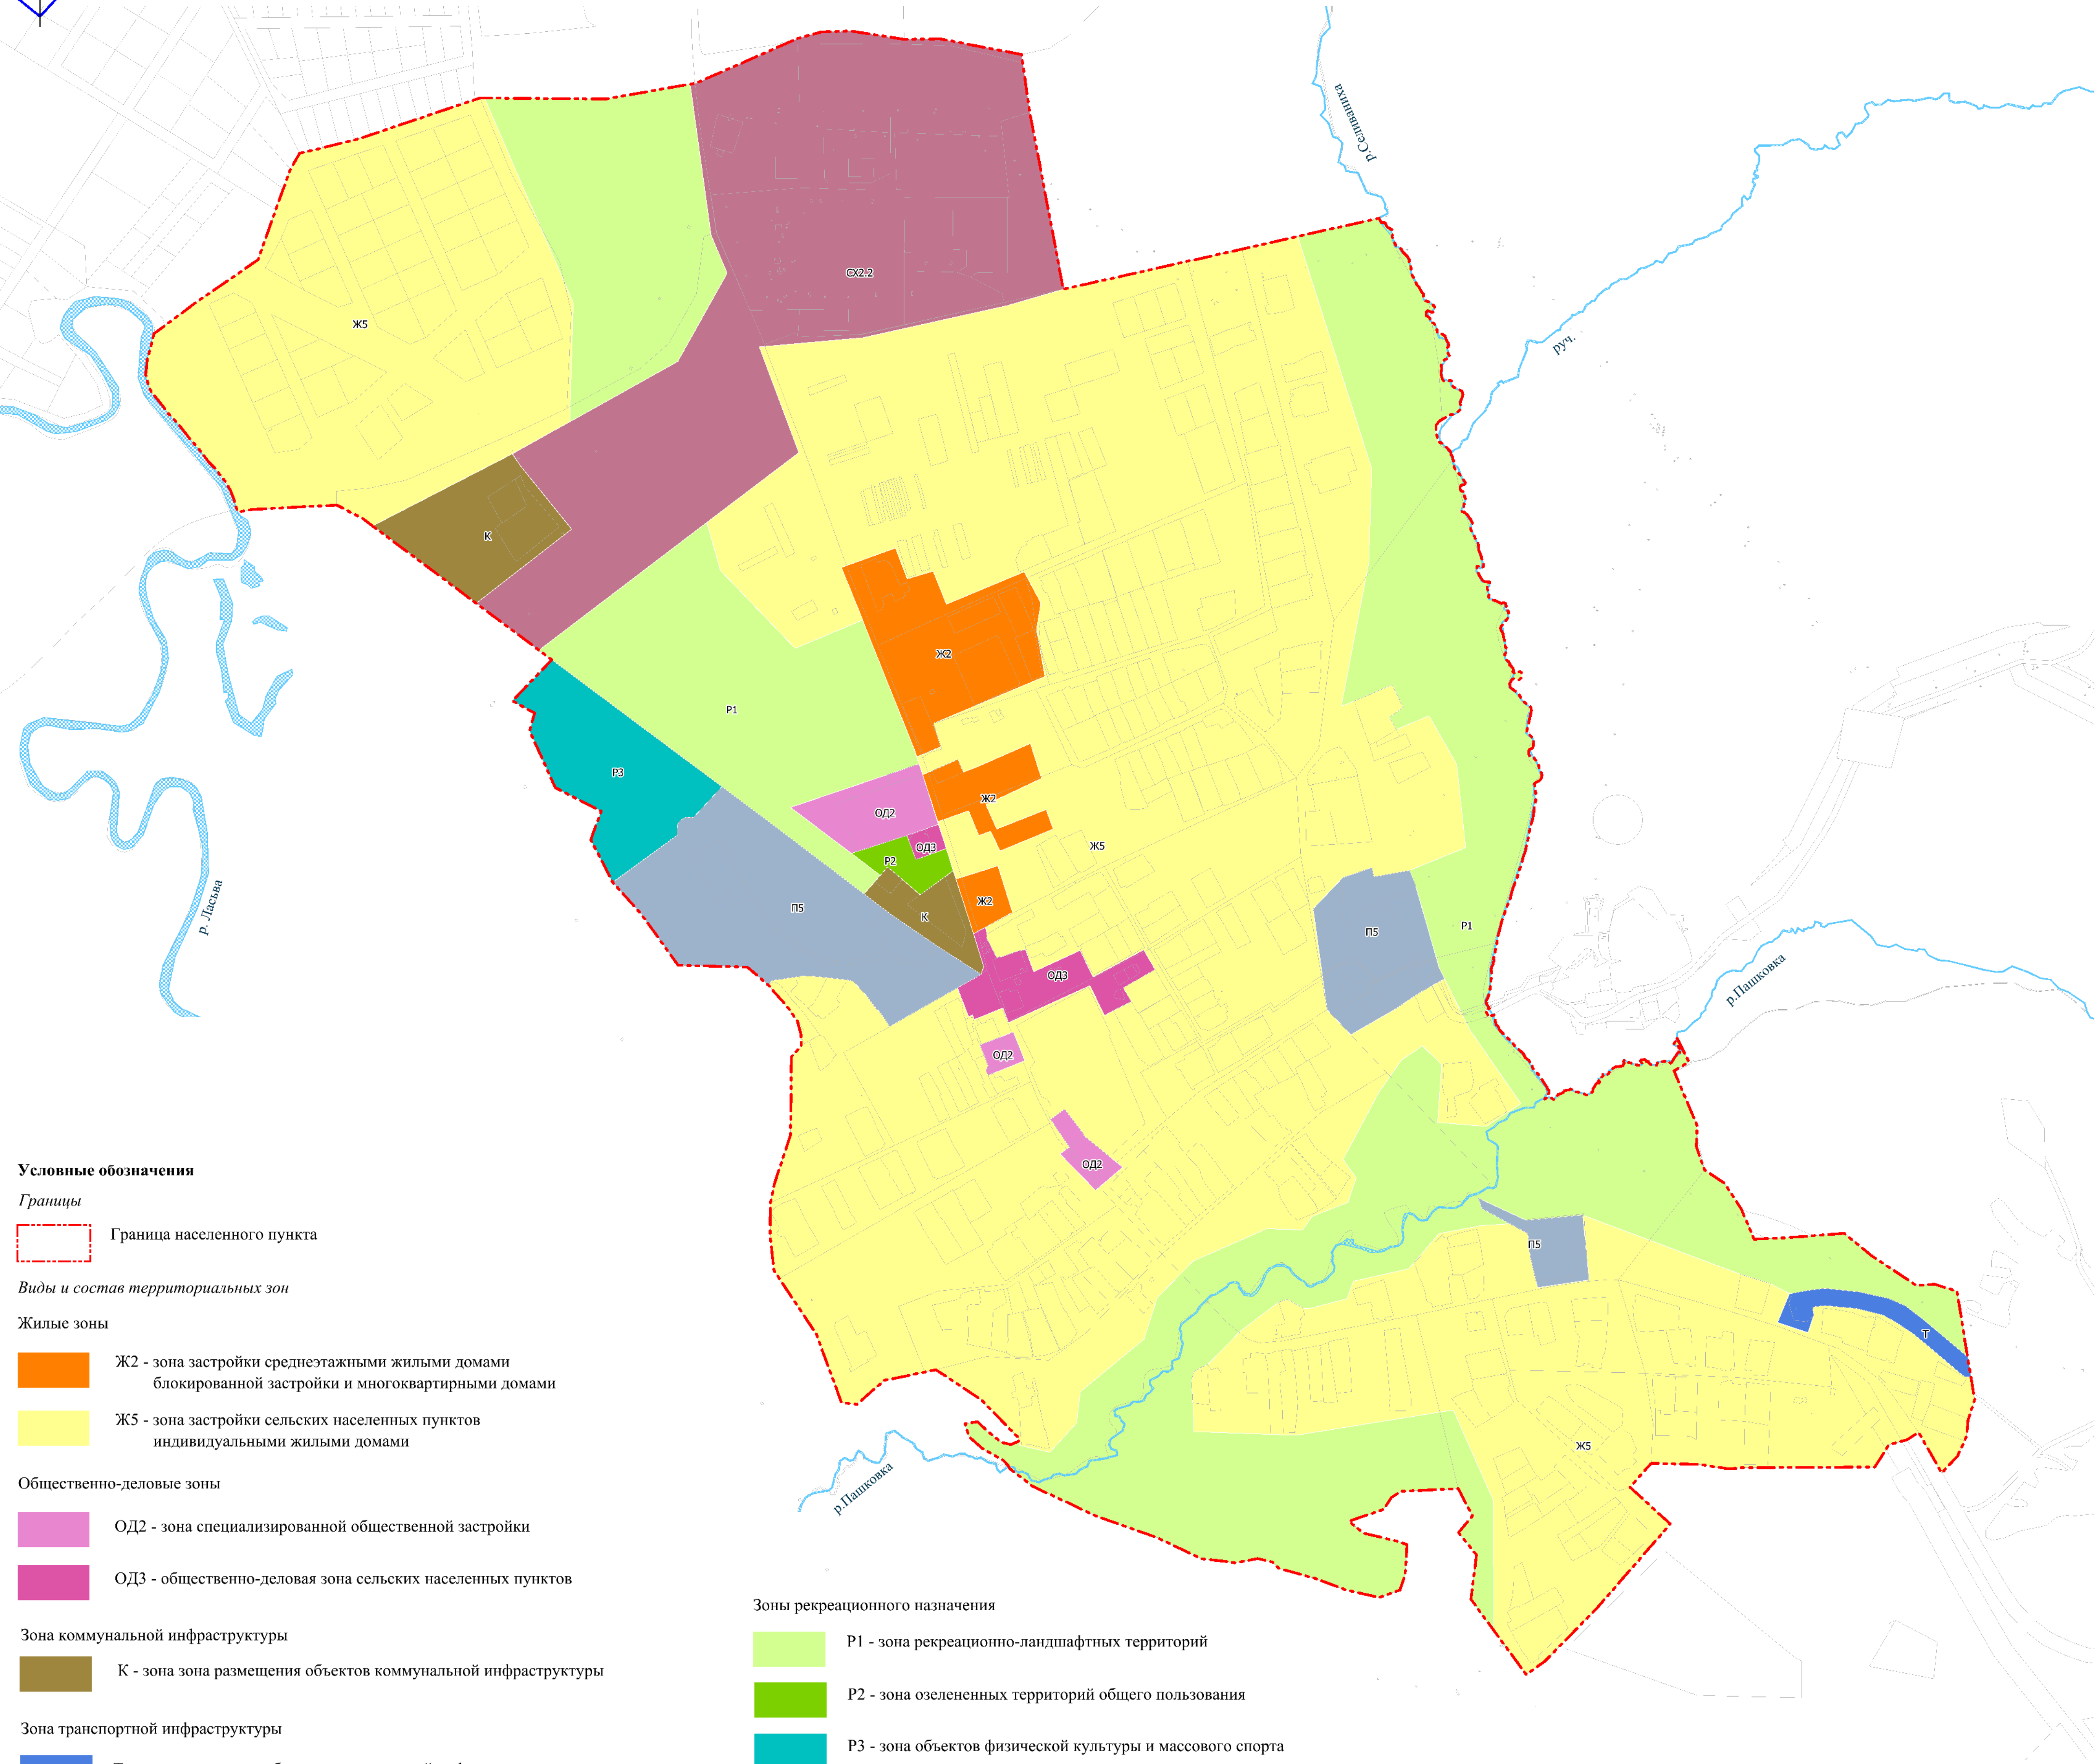 р.Селиваниха
руч.
СХ2.2
Ж5
К
Ж2
Р1
Р3
Ж2
ОД2
Ж5
ОД3
Р2
Ж2
П5
К
П5
Р1
р. Ласьва
ОД3
р.Пашковка
ОД2
ОД2
П5
Т
Ж5
р.Пашковка
Условные обозначения
Границы
Граница населенного пункта
Виды и состав территориальных зон
Жилые зоны
Ж2 - зона застройки среднеэтажными жилыми домами
блокированной застройки и многоквартирными домами
Ж5 - зона застройки сельских населенных пунктов
индивидуальными жилыми домами
Общественно-деловые зоны
ОД2 - зона специализированной общественной застройки
ОД3 - общественно-деловая зона сельских населенных пунктов
Зона коммунальной инфраструктуры
К - зона зона размещения объектов коммунальной инфраструктуры
Зона транспортной инфраструктуры
Зоны рекреационного назначения
Р1 - зона рекреационно-ландшафтных территорий
Р2 - зона озелененных территорий общего пользования
Р3 - зона объектов физической культуры и массового спорта